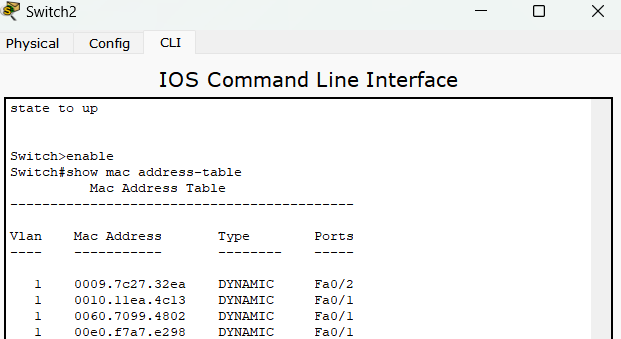 Switch2
Physical Config CLI
IOS Command Line Interface
state to up
Switch>enable
Switch#show mac address-table
Mac Address Table
-------------------------------------------
Vlan Mac Address Type Ports
---- ----------- -------- -----
1 0009.7c27.32ea DYNAMIC Fa0/2
1 0010.11ea.4c13 DYNAMIC Fa0/1
1 0060.7099.4802 DYNAMIC Fa0/1
1 00e0.f7a7.e298 DYNAMIC Fa0/1